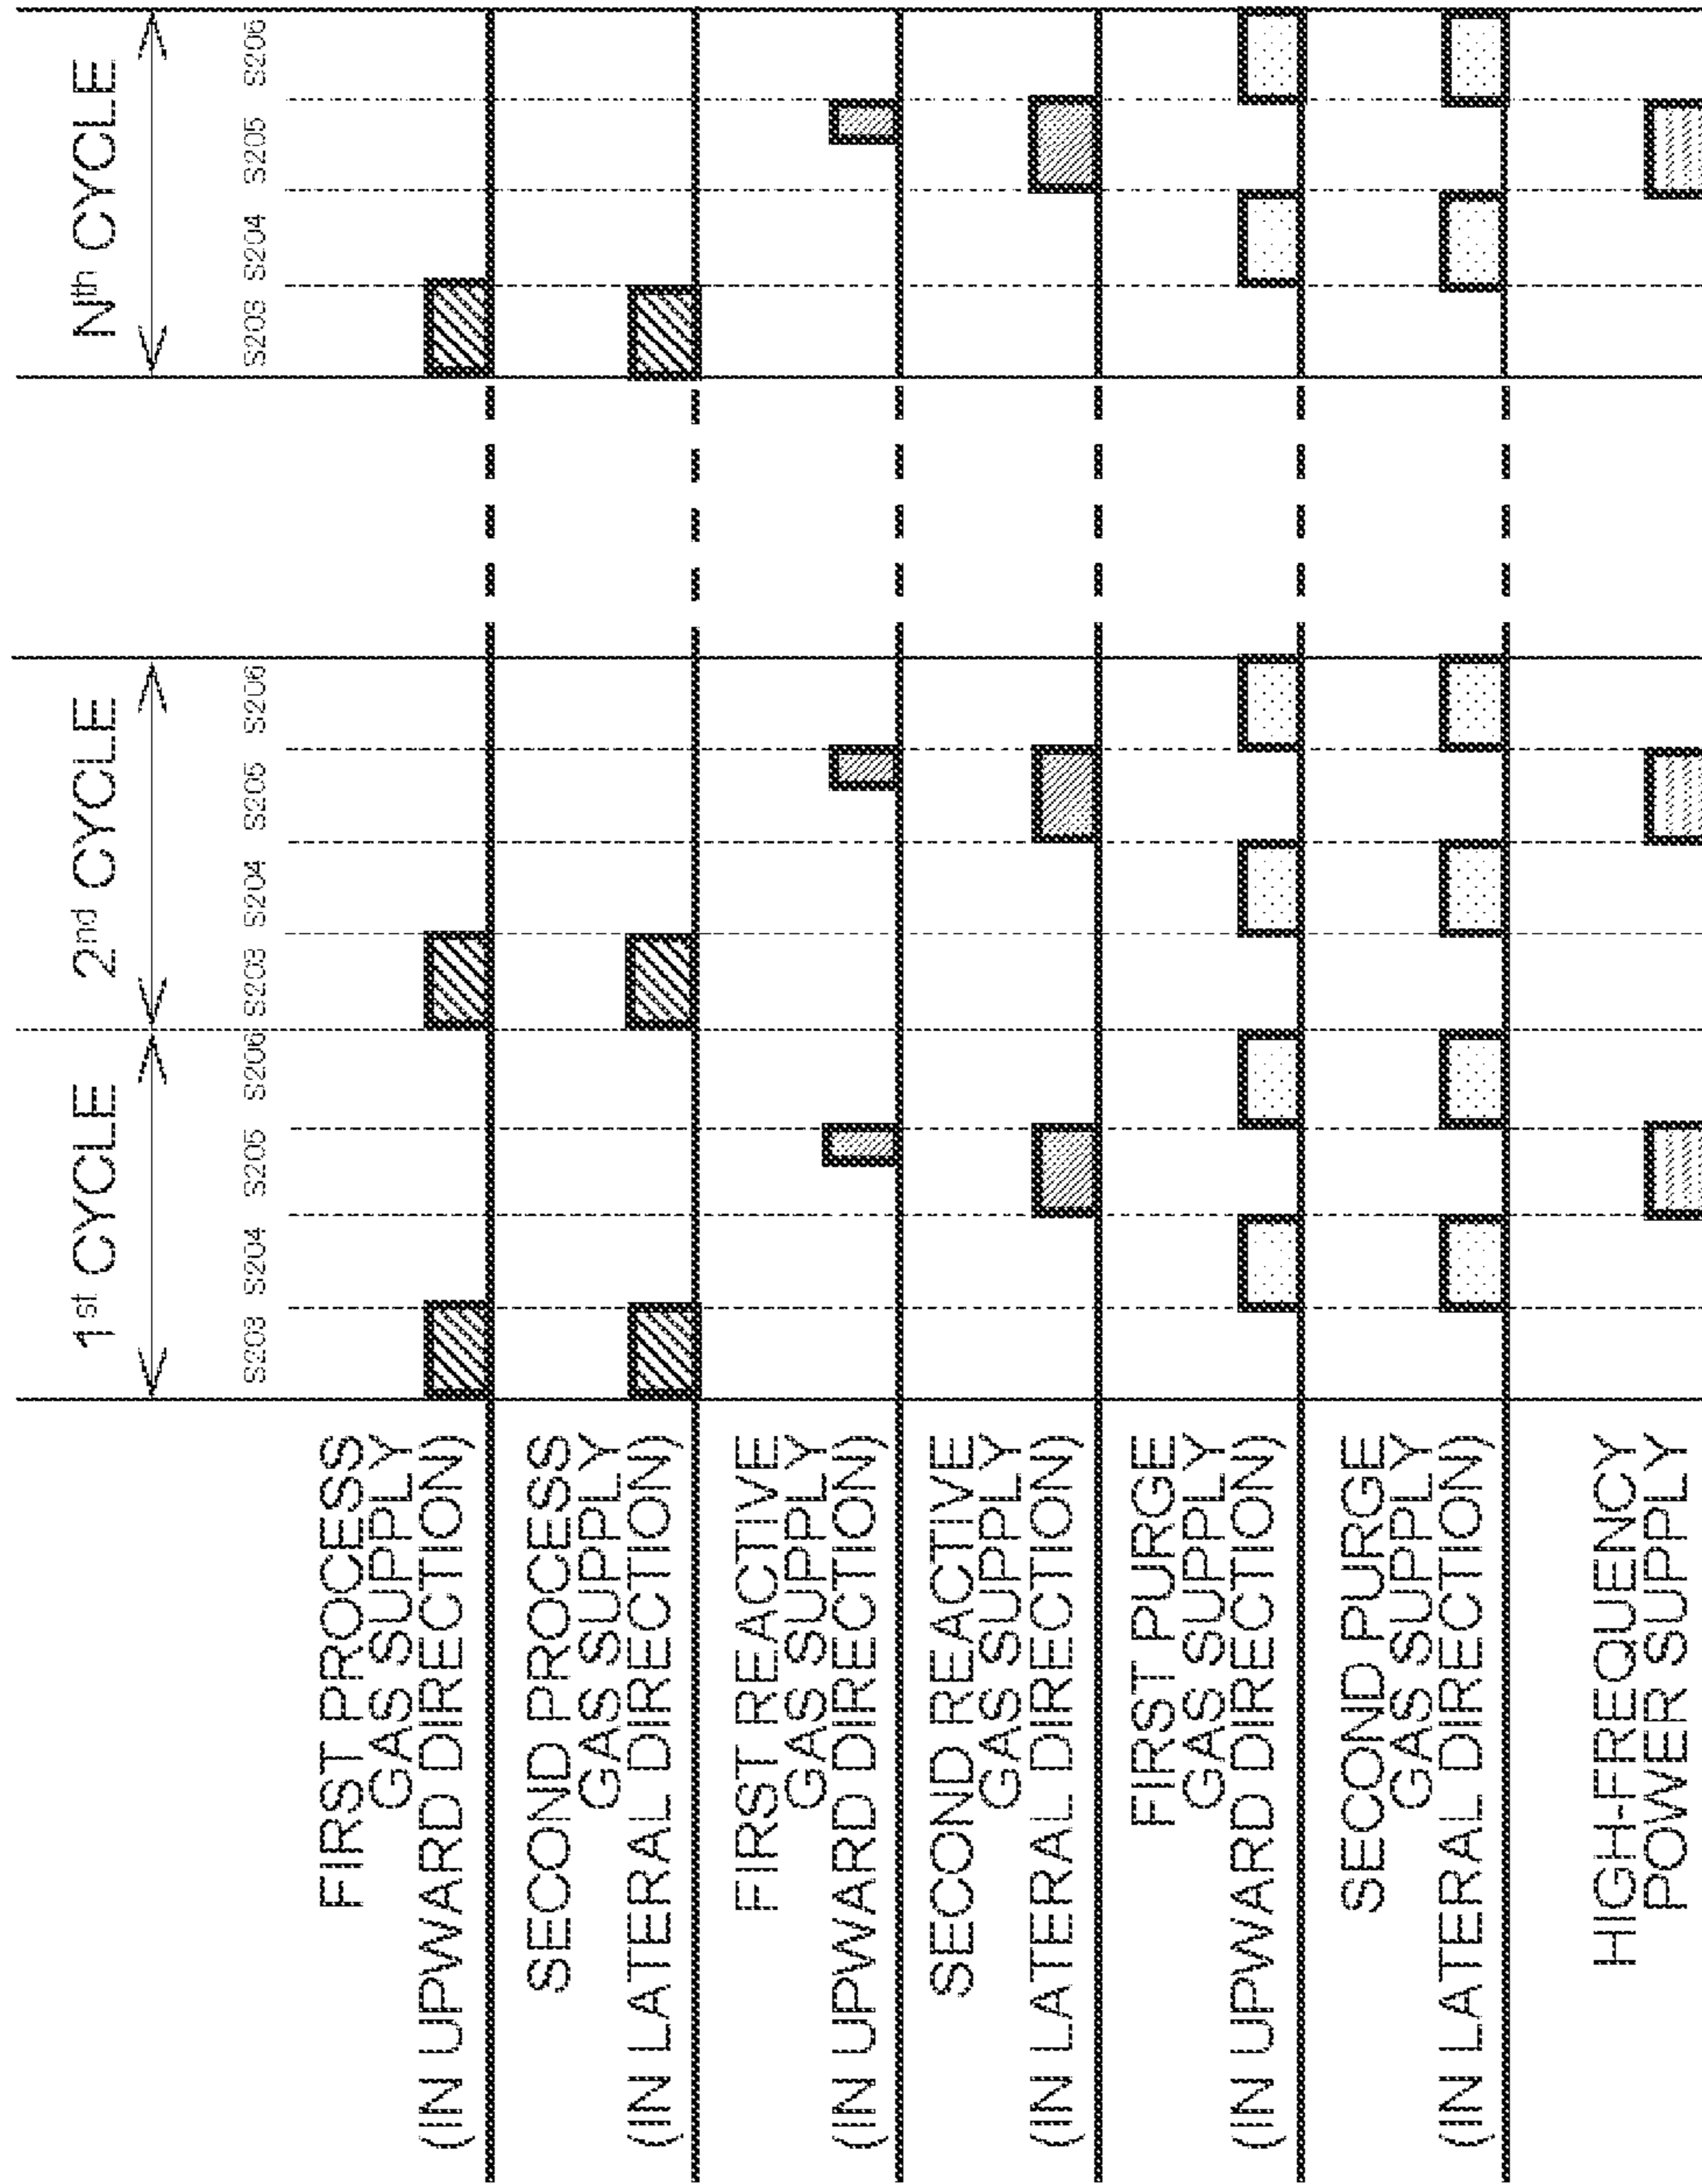 1st CYCLE
2nd CYCLE
Nth CYCLE
S203 S204 S205 S206 S203 S204 S205 S206 S203 S204 S205 S206
FIRST PROCESS
GAS SUPPLY
(IN UPWARD DIRECTION)
SECOND PROCESS
GAS SUPPLY
(IN LATERAL DIRECTION)
FIRST REACTIVE
GAS SUPPLY
(IN UPWARD DIRECTION)
SECOND REACTIVE
GAS SUPPLY
(IN LATERAL DIRECTION)
FIRST PURGE
GAS SUPPLY
(IN UPWARD DIRECTION)
SECOND PURGE
GAS SUPPLY
(IN LATERAL DIRECTION)
HIGH-FREQUENCY
POWER SUPPLY